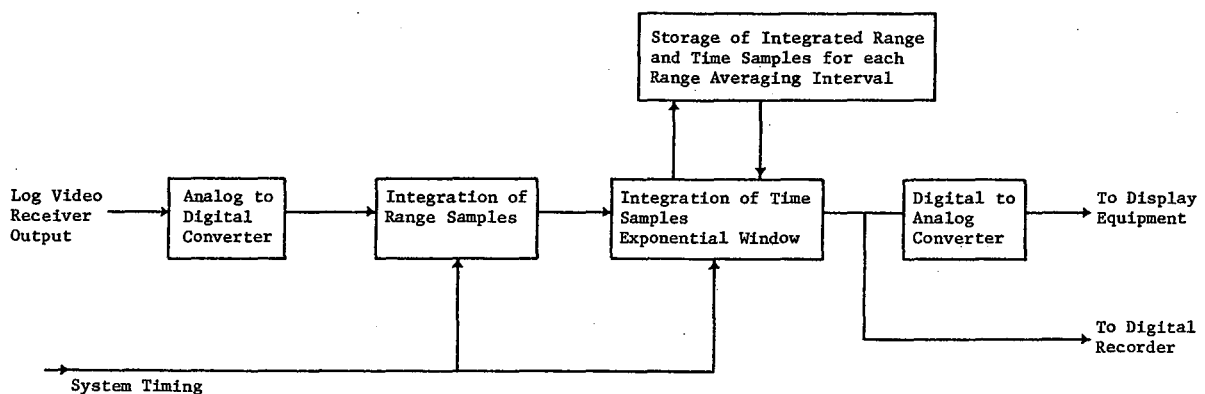 Storage of Integrated Range
and Time Samples for each
Range Averaging Interval
Log Video
Receiver
Output
Analog to
Digital
Converter
Integration of
Range Samples
Integration of Time
Samples
Exponential Window
Digital to
Analog
Converter
To Display
Equipment
To Digital
Recorder
System Timing